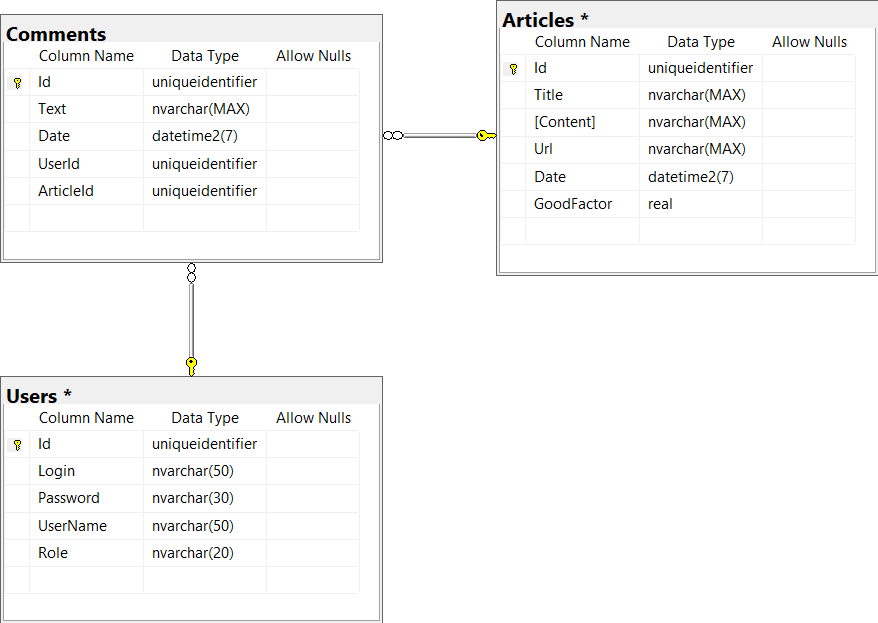 Comments
Column Name Data Type Allow Nulls
Id uniqueidentifier
Text nvarchar(MAX)
Date datetime2(7)
UserId uniqueidentifier
ArticleId uniqueidentifier
Articles *
Column Name Data Type Allow Nulls
Id uniqueidentifier
Title nvarchar(MAX)
[Content] nvarchar(MAX)
Url nvarchar(MAX)
Date datetime2(7)
GoodFactor real
Users *
Column Name Data Type Allow Nulls
Id uniqueidentifier
Login nvarchar(50)
Password nvarchar(30)
UserName nvarchar(50)
Role nvarchar(20)